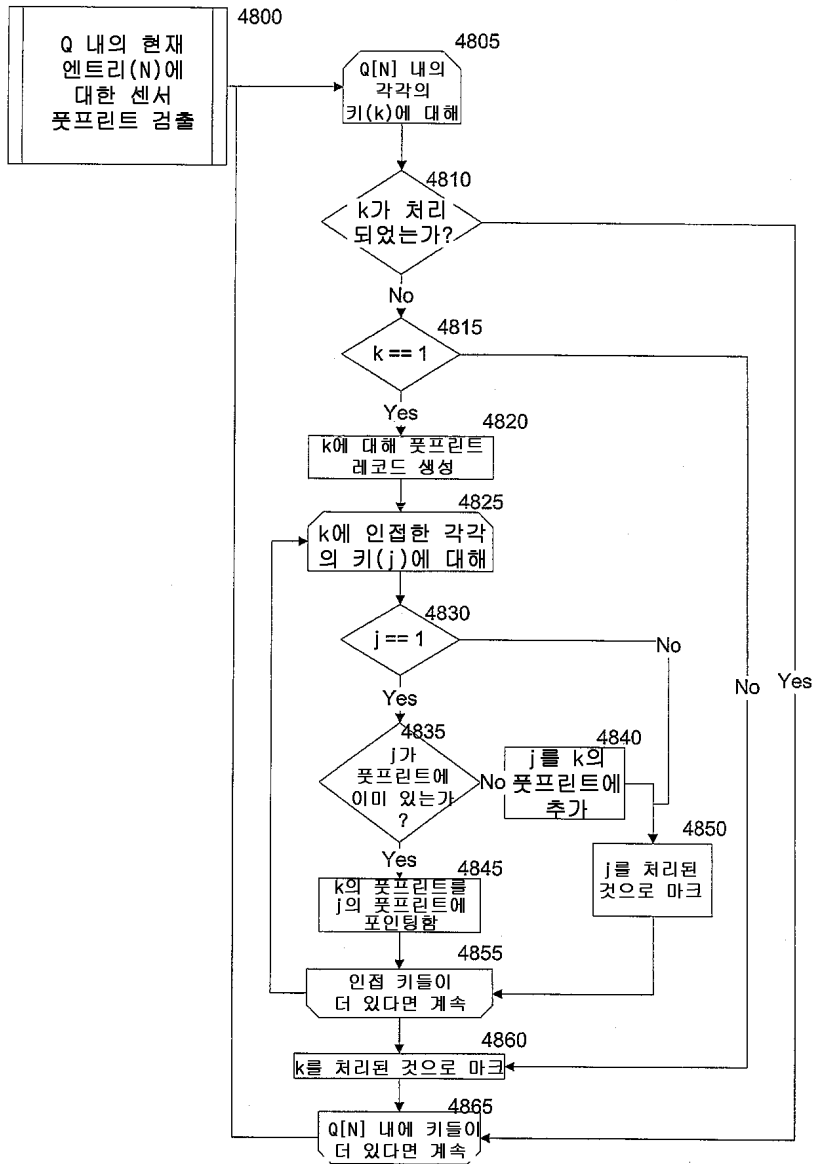 4800
Q 내의 현재
엔트리(N)에
대한 센서
풋프린트 검출
4805
Q[N] 내의
각각의
키(k)에 대해
4810
k가 처리
되었는가?
No
4815
k == 1
Yes
4820
k에 대해 풋프린트
레코드 생성
4825
k에 인접한 각각
의 키(j)에 대해
4830
j == 1
No
No
Yes
Yes
4835
j가
풋프린트에
이미 있는가
?
No
4840
j를 k의
풋프린트에
추가
4850
j를 처리된
것으로 마크
Yes
4845
k의 풋프린트를
j의 풋프린트에
포인팅함
4855
인접 키들이
더 있다면 계속
4860
k를 처리된 것으로 마크
4865
Q[N] 내에 키들이
더 있다면 계속